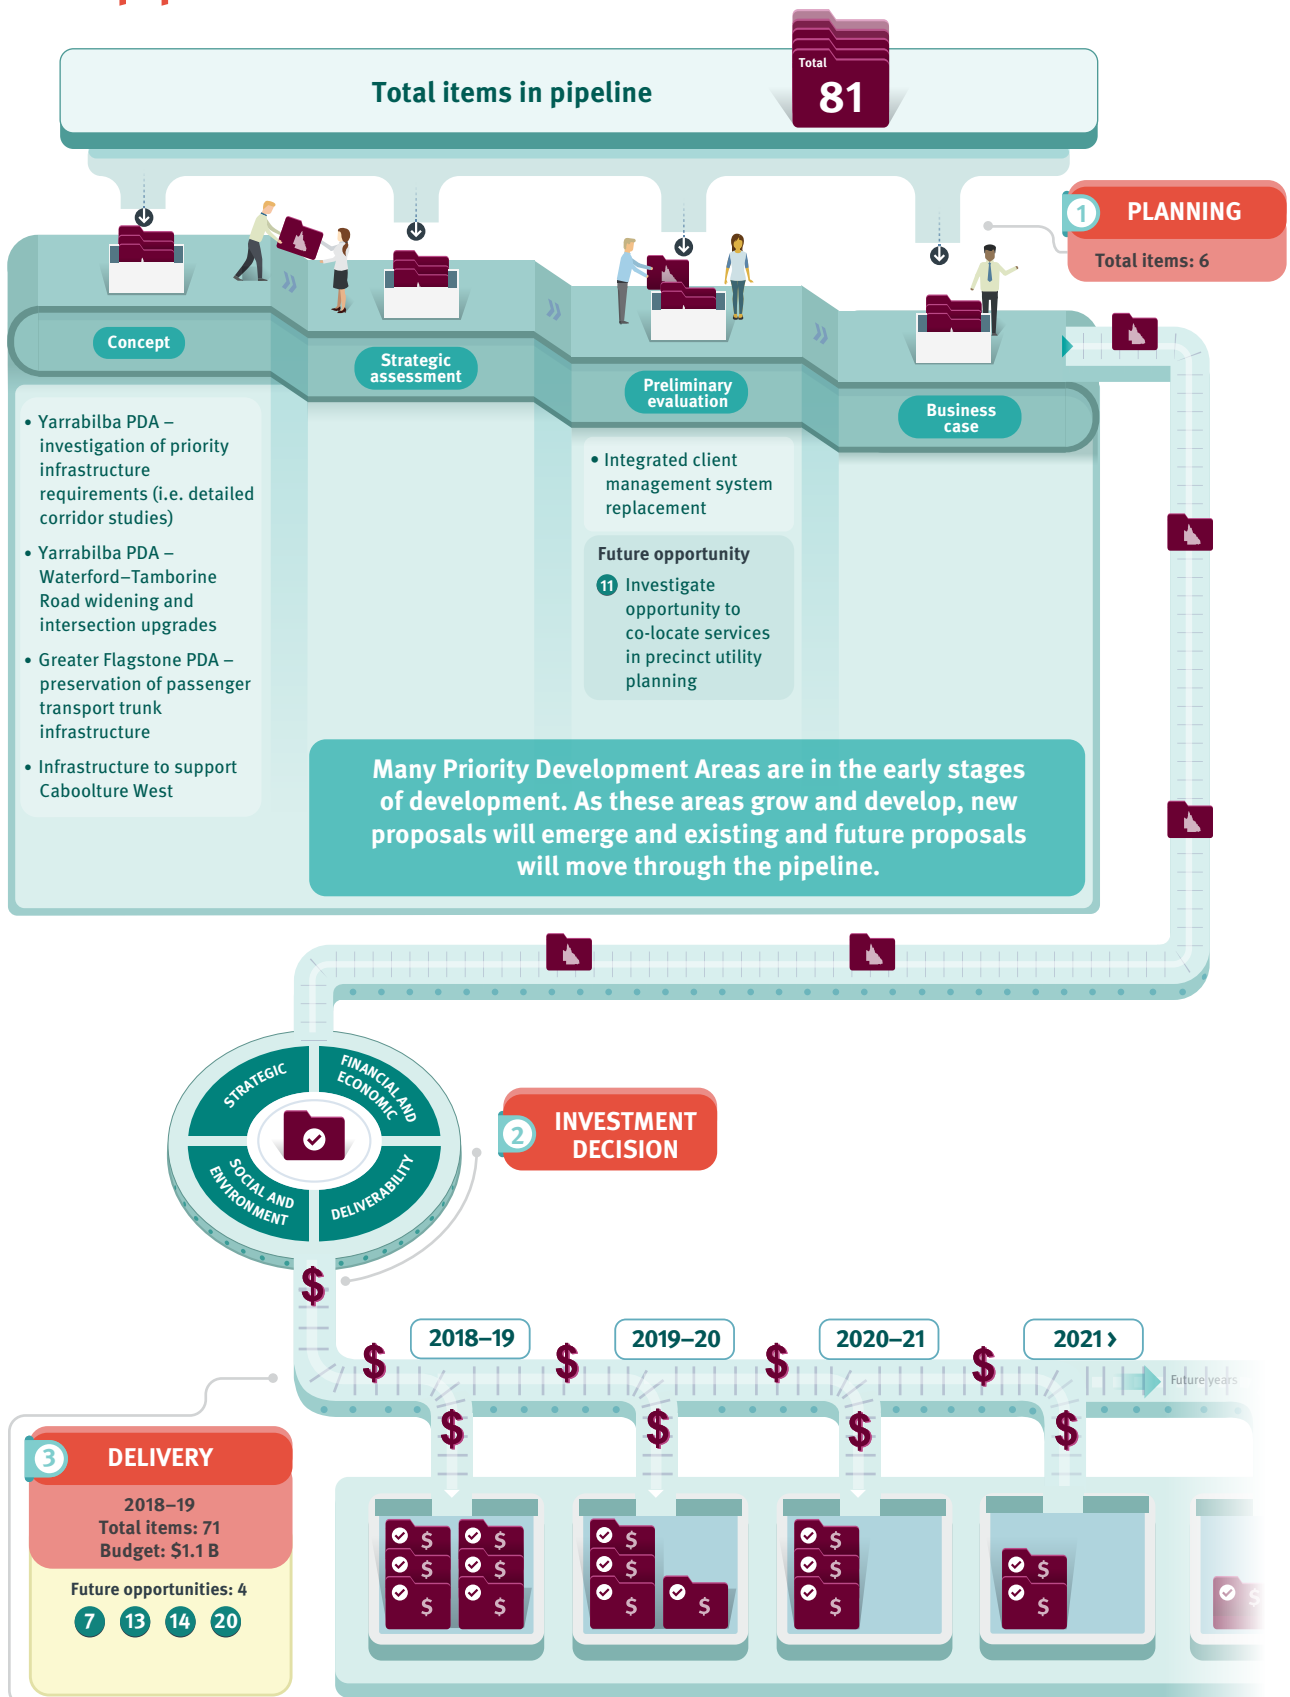 Total items in pipeline
Total
81
1
PLANNING
Total items: 6
Concept
Strategic
assessment
Preliminary
evaluation
Business
case
• Yarrabilba PDA –
investigation of priority
infrastructure
requirements (i.e. detailed
corridor studies)
• Yarrabilba PDA –
Waterford–Tamborine
Road widening and
intersection upgrades
• Greater Flagstone PDA –
preservation of passenger
transport trunk
infrastructure
• Infrastructure to support
Caboolture West
• Integrated client
management system
replacement
Future opportunity
11 Investigate
opportunity to
co-locate services
in precinct utility
planning
Many Priority Development Areas are in the early stages
of development. As these areas grow and develop, new
proposals will emerge and existing and future proposals
will move through the pipeline.
STRATEGIC
FINANCIAL AND
ECONOMIC
SOCIAL AND
ENVIRONMENT
DELIVERABILITY
2
INVESTMENT
DECISION
$
2018–19
2019–20
2020–21
2021 ›
$ $ $ $
Future years
$ $ $ $
3
DELIVERY
2018–19
Total items: 71
Budget: $1.1 B
Future opportunities: 4
7 13 14 20
$ $ $ $ $
$ $ $ $ $
$ $ $ $ $ $ $